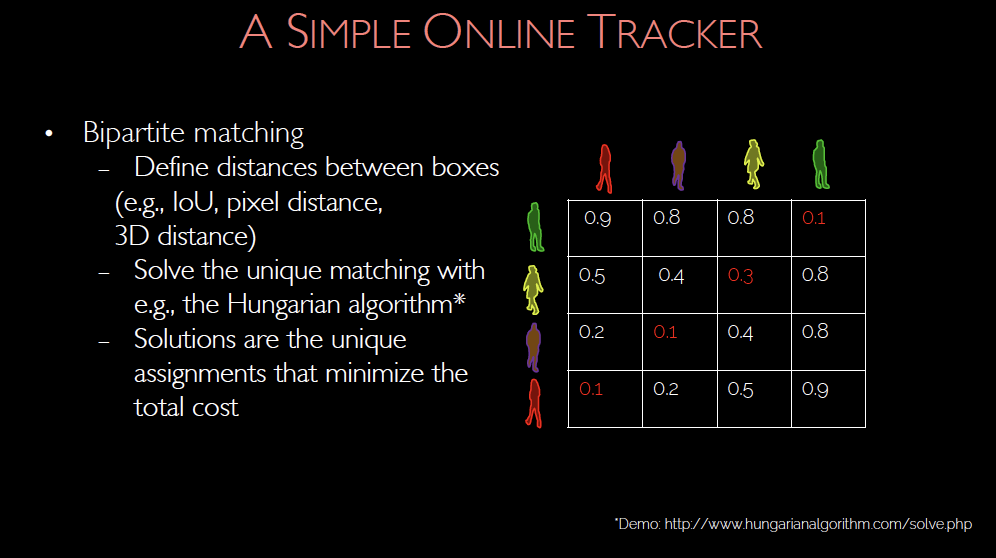 A SIMPLE ONLINE TRACKER
• Bipartite matching
– Define distances between boxes
(e.g., IoU, pixel distance,
3D distance)
– Solve the unique matching with
e.g., the Hungarian algorithm*
– Solutions are the unique
assignments that minimize the
total cost
0.9 0.8 0.8 0.1
0.5 0.4 0.3 0.8
0.2 0.1 0.4 0.8
0.1 0.2 0.5 0.9
*Demo: http://www.hungarianalgorithm.com/solve.php